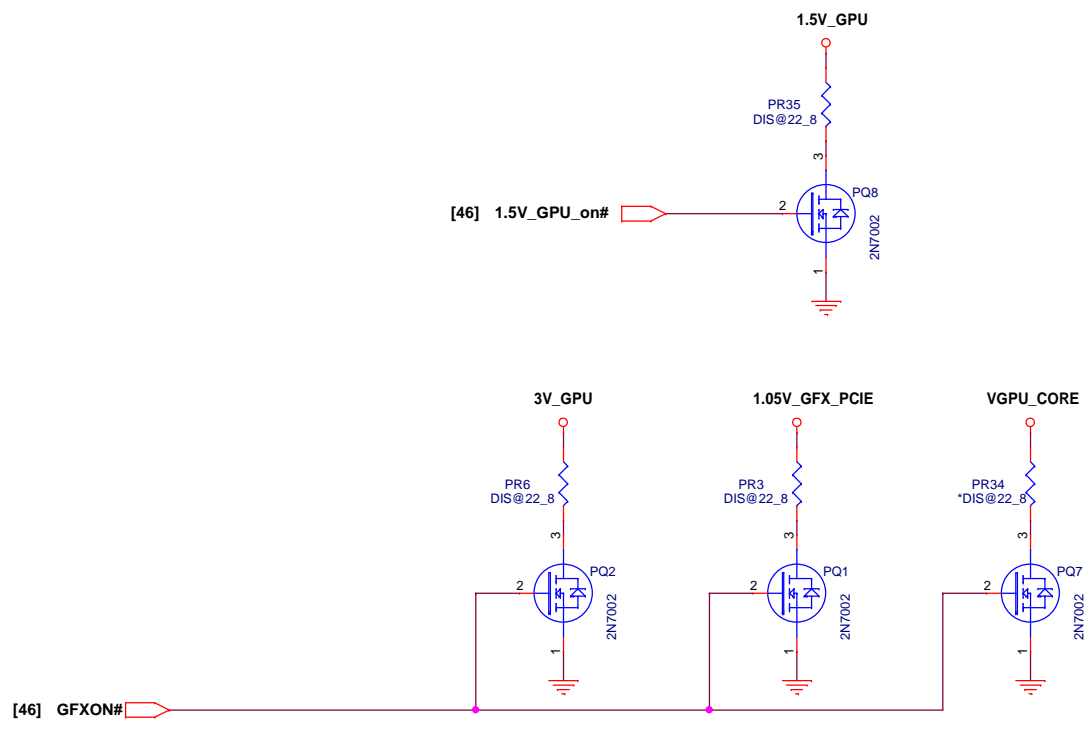 1.5V_GPU
PR35
DIS@22_8
3
PQ8
[46] 1.5V_GPU_on#
2
2N7002
1
3V_GPU
1.05V_GFX_PCIE
VGPU_CORE
PR6
DIS@22_8
PR3
DIS@22_8
PR34
*DIS@22_8
3
3
3
PQ2
PQ1
PQ7
2
2
2
2N7002
2N7002
2N7002
1
1
1
[46] GFXON#